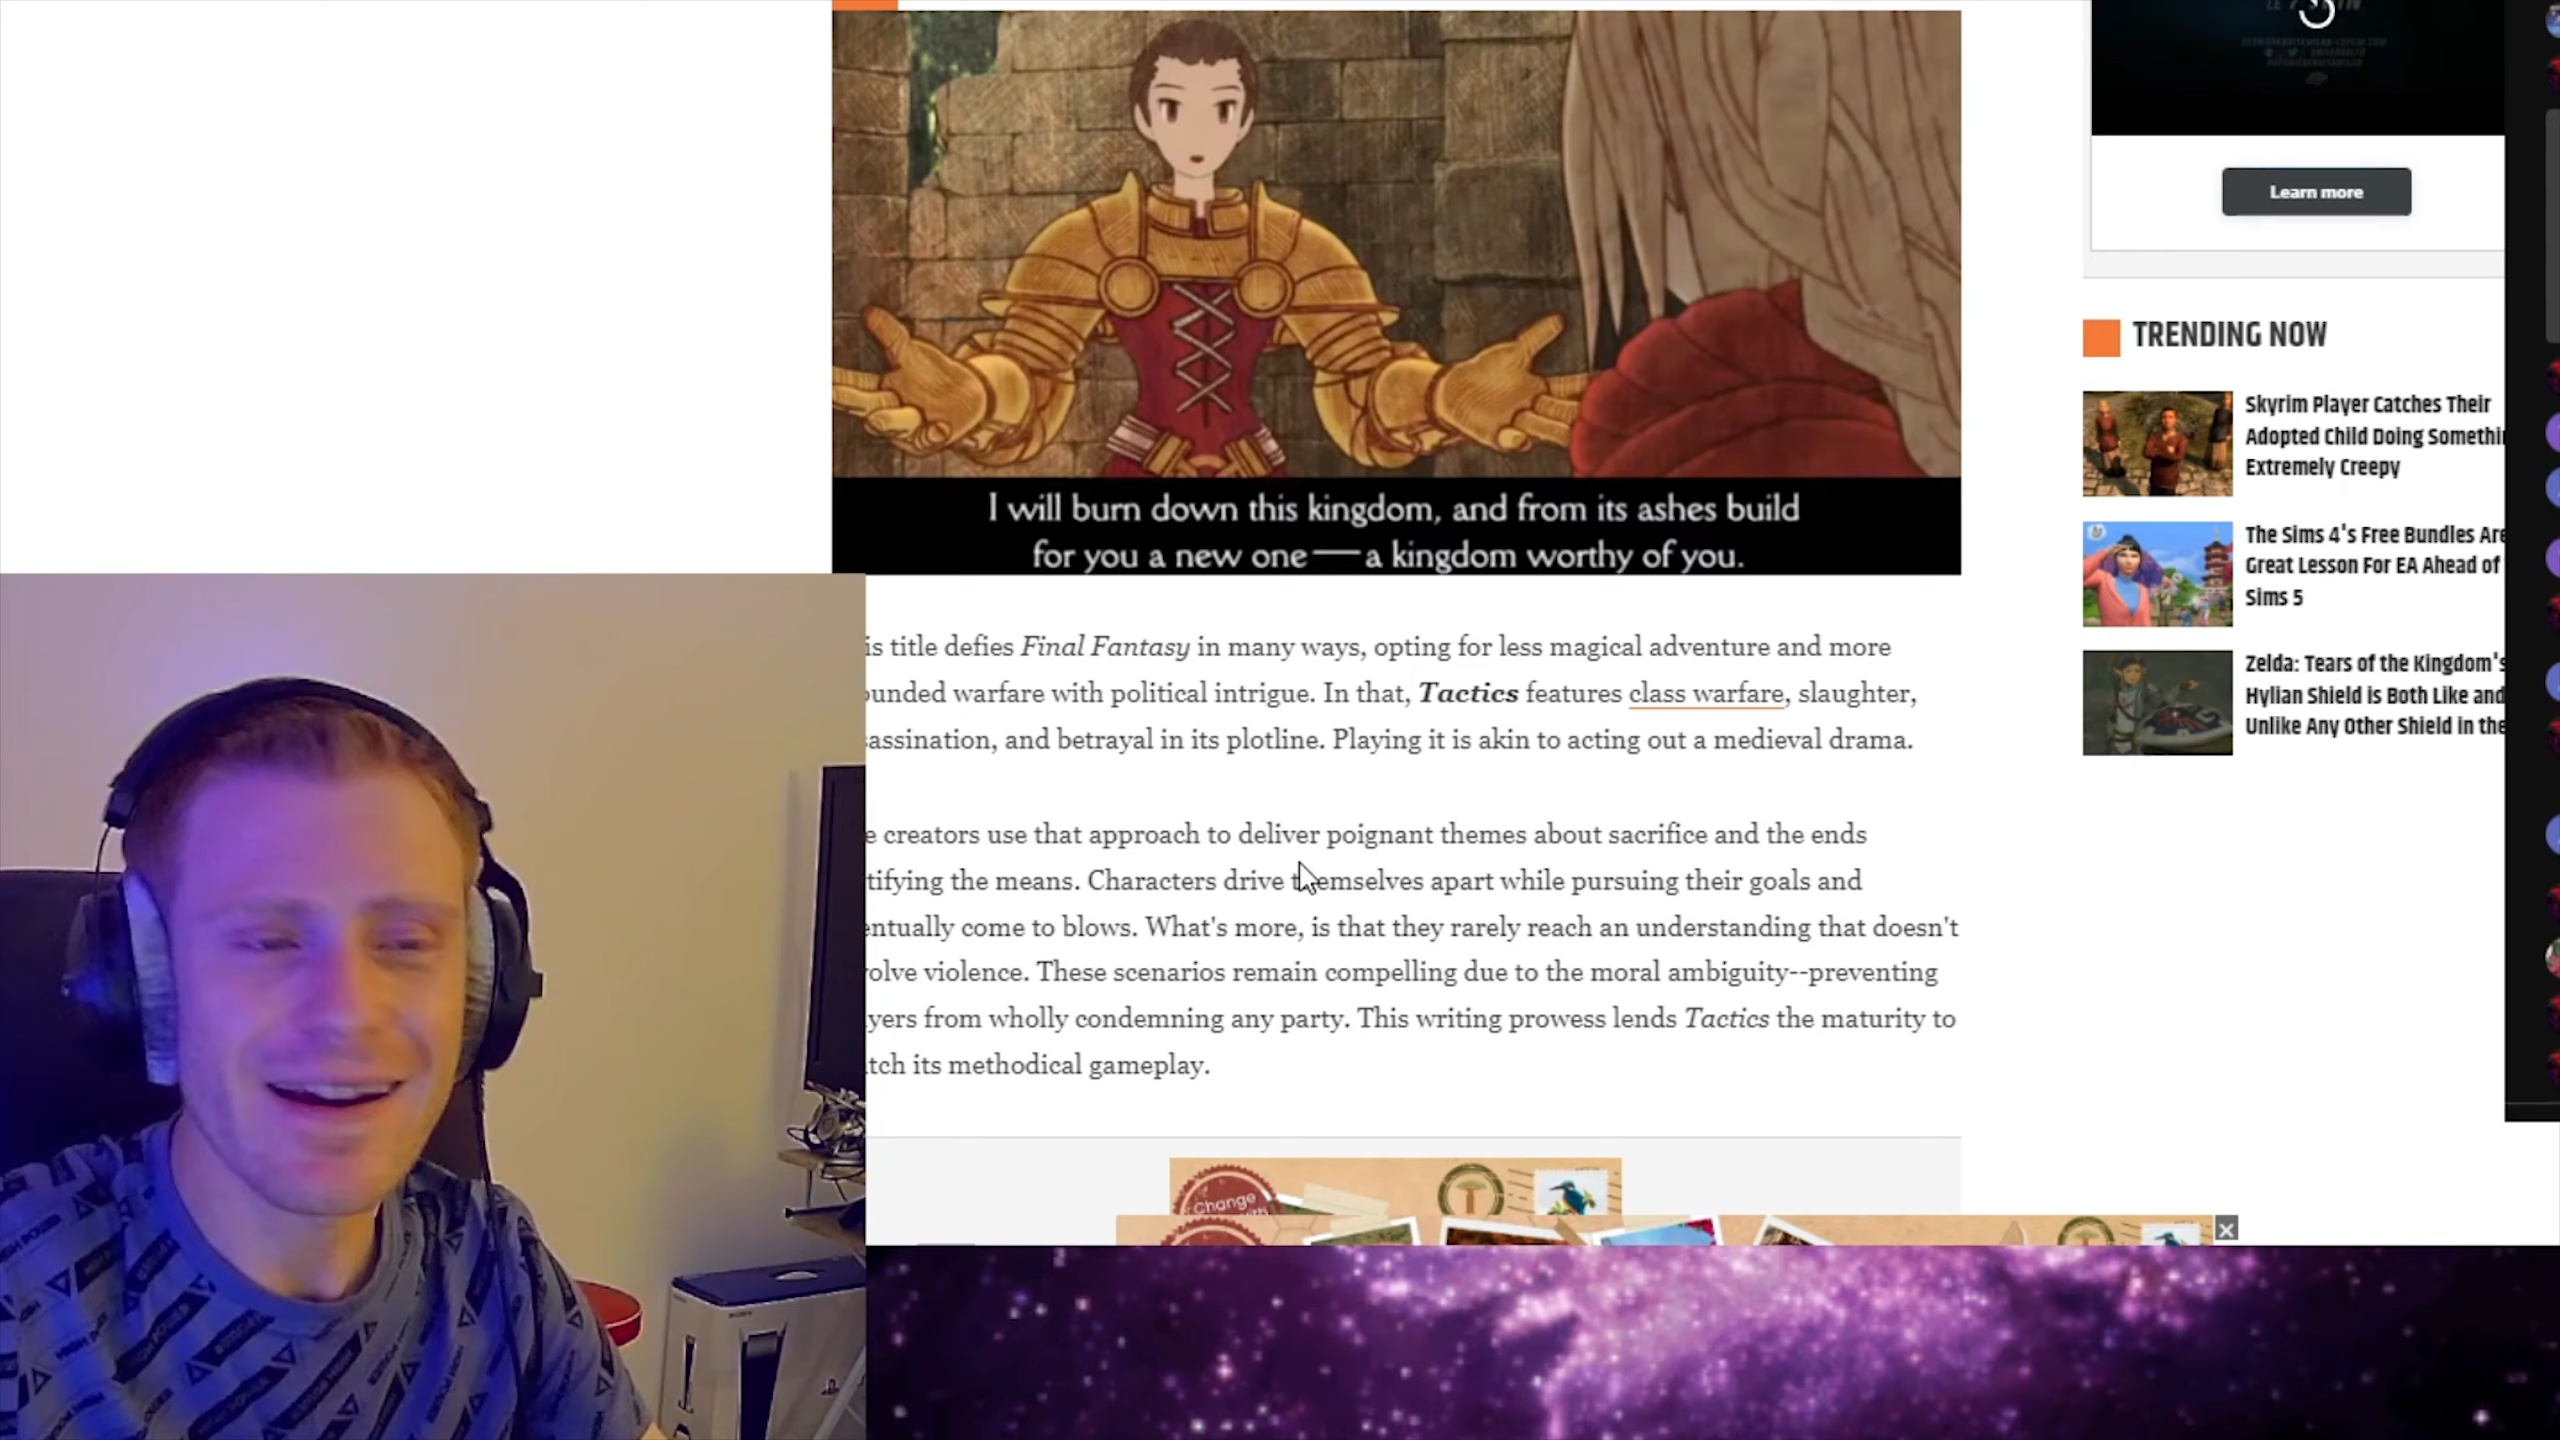 Learn more
I will burn down this kingdom, and from its ashes build
for you a new one—a kingdom worthy of you.
TRENDING NOW
Skyrim Player Catches Their
Adopted Child Doing Somethi
Extremely Creepy
The Sims 4's Free Bundles Are
Great Lesson For EA Ahead of
Sims 5
Zelda: Tears of the Kingdom's
Hylian Shield is Both Like and
Unlike Any Other Shield in the
is title defies Final Fantasy in many ways, opting for less magical adventure and more
ounded warfare with political intrigue. In that, Tactics features class warfare, slaughter,
sassination, and betrayal in its plotline. Playing it is akin to acting out a medieval drama.
e creators use that approach to deliver poignant themes about sacrifice and the ends
tifying the means. Characters drive themselves apart while pursuing their goals and
entually come to blows. What's more, is that they rarely reach an understanding that doesn't
volve violence. These scenarios remain compelling due to the moral ambiguity--preventing
yers from wholly condemning any party. This writing prowess lends Tactics the maturity to
tch its methodical gameplay.
Change
SONY